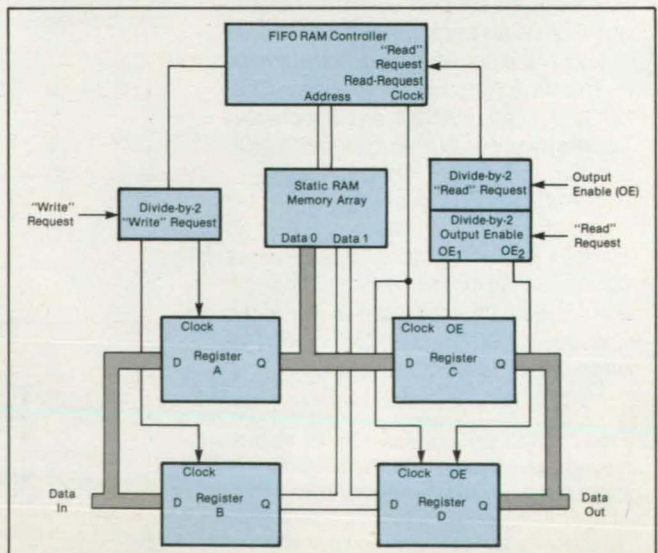 FIFO RAM Controller
"Read"
Request
Read-Request
Address Clock
"Write"
Request
Divide-by-2
"Write" Request
Static RAM
Memory Array
Data 0 Data 1
Divide-by-2
"Read" Request
Divide-by-2
Output Enable
OE1 OE2
Output
Enable (OE)
"Read"
Request
Clock
D Register Q
A
Clock OE
D Register Q
C
Data
In
Clock
D Register Q
B
Clock OE
D Register Q
D
Data
Out